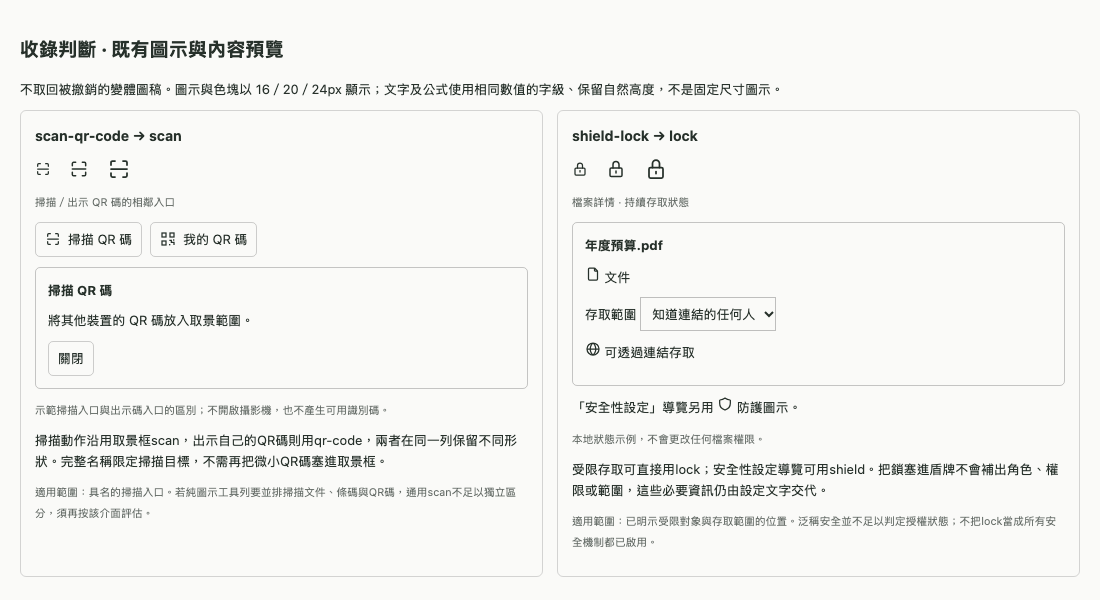 收錄判斷 · 既有圖示與內容預覽
不取回被撤銷的變體圖稿。圖示與色塊以 16 / 20 / 24px 顯示；文字及公式使用相同數值的字級、保留自然高度，不是固定尺寸圖示。
scan-qr-code → scan
掃描 / 出示 QR 碼的相鄰入口
掃描 QR 碼
我的 QR 碼
掃描 QR 碼
將其他裝置的 QR 碼放入取景範圍。
關閉
示範掃描入口與出示碼入口的區別；不開啟攝影機，也不產生可用識別碼。
掃描動作沿用取景框scan，出示自己的QR碼則用qr-code，兩者在同一列保留不同形
狀。完整名稱限定掃描目標，不需再把微小QR碼塞進取景框。
適用範圍：具名的掃描入口。若純圖示工具列要並排掃描文件、條碼與QR碼，通用scan不足以獨立區
分，須再按該介面評估。
shield-lock → lock
檔案詳情 · 持續存取狀態
年度預算.pdf
文件
存取範圍 知道連結的任何人
可透過連結存取
「安全性設定」導覽另用 防護圖示。
本地狀態示例，不會更改任何檔案權限。
受限存取可直接用lock；安全性設定導覽可用shield。把鎖塞進盾牌不會補出角色、權
限或範圍，這些必要資訊仍由設定文字交代。
適用範圍：已明示受限對象與存取範圍的位置。泛稱安全並不足以判定授權狀態；不把lock當成所有安
全機制都已啟用。